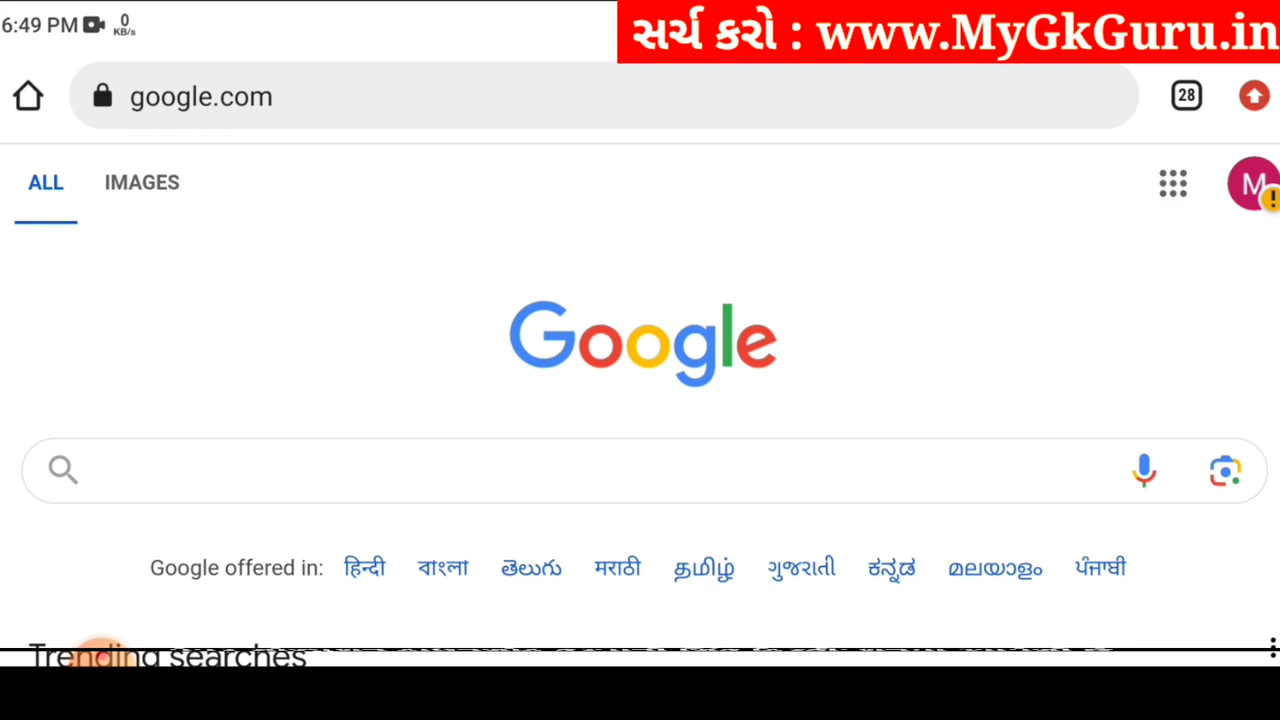 6:49 PM 0 KB/s
સર્ચ કરો : www.MyGkGuru.in
google.com 28
ALL IMAGES M
Google
Google offered in: हिन्दी বাংলা తెలుగు मराठी தமிழ் ગુજરાતી ಕನ್ನಡ മലയാളം ਪੰਜਾਬੀ
Trending searches